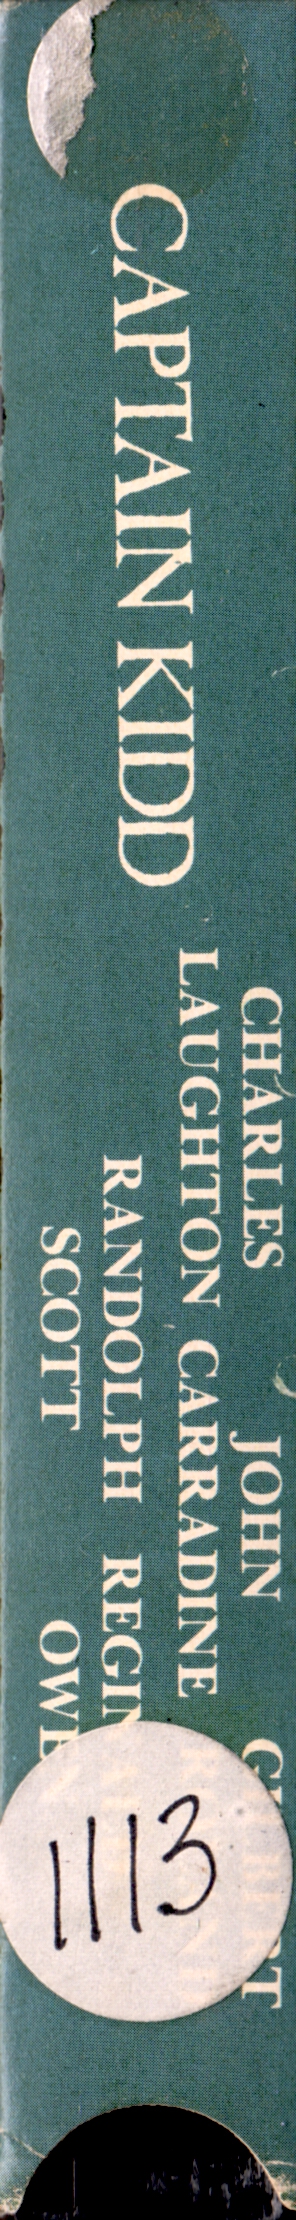 CAPTAIN KIDD
CHARLES
LAUGHTON
JOHN
CARRADINE
RANDOLPH
SCOTT
1113